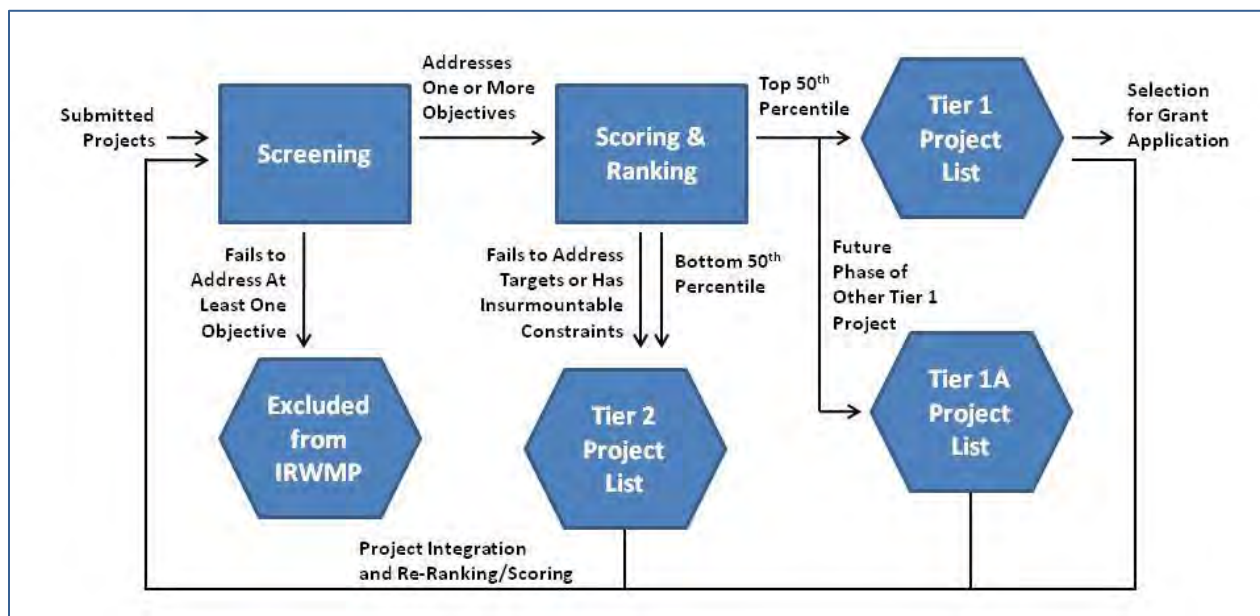 Submitted
Projects
Screening
Addresses
One or More
Objectives
Scoring &
Ranking
Top 50th
Percentile
Tier 1
Project
List
Selection
for Grant
Application
Fails to
Address At
Least One
Objective
Fails to Address
Targets or Has
Insurmountable
Constraints
Bottom 50th
Percentile
Future
Phase of
Other Tier 1
Project
Excluded
from
IRWMP
Tier 2
Project
List
Tier 1A
Project
List
Project Integration
and Re-Ranking/Scoring